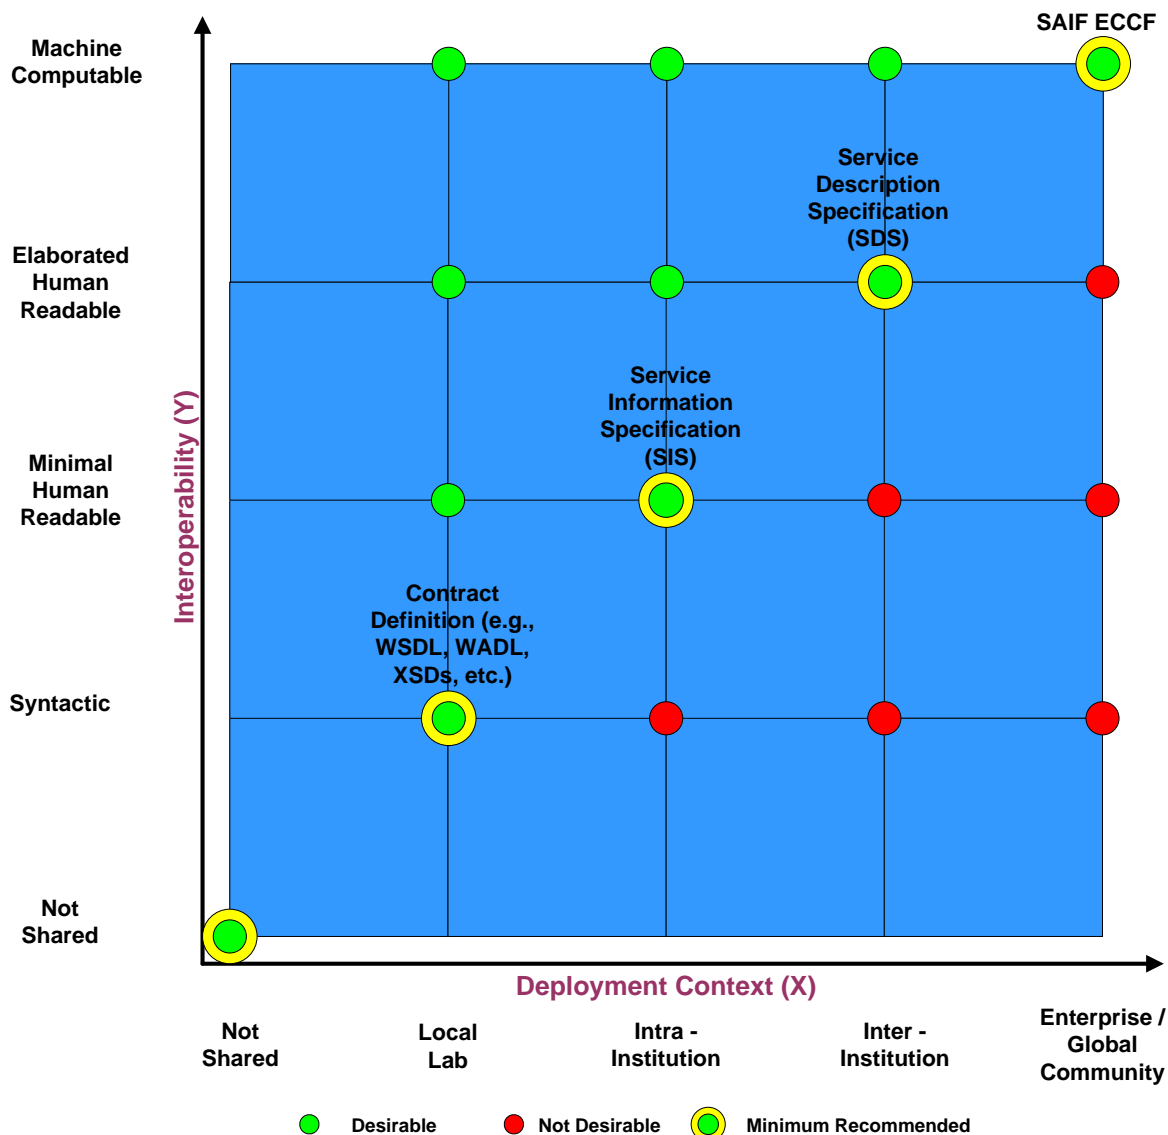 SAIF ECCF
Machine
Computable
Service
Description
Specification
(SDS)
Elaborated
Human
Readable
Service
Information
Specification
(SIS)
Interoperability (Y)
Minimal
Human
Readable
Contract
Definition (e.g.,
WSDL, WADL,
XSDs, etc.)
Syntactic
Not
Shared
Deployment Context (X)
Not
Shared
Local
Lab
Intra -
Institution
Inter -
Institution
Enterprise /
Global
Community
Desirable
Not Desirable
Minimum Recommended